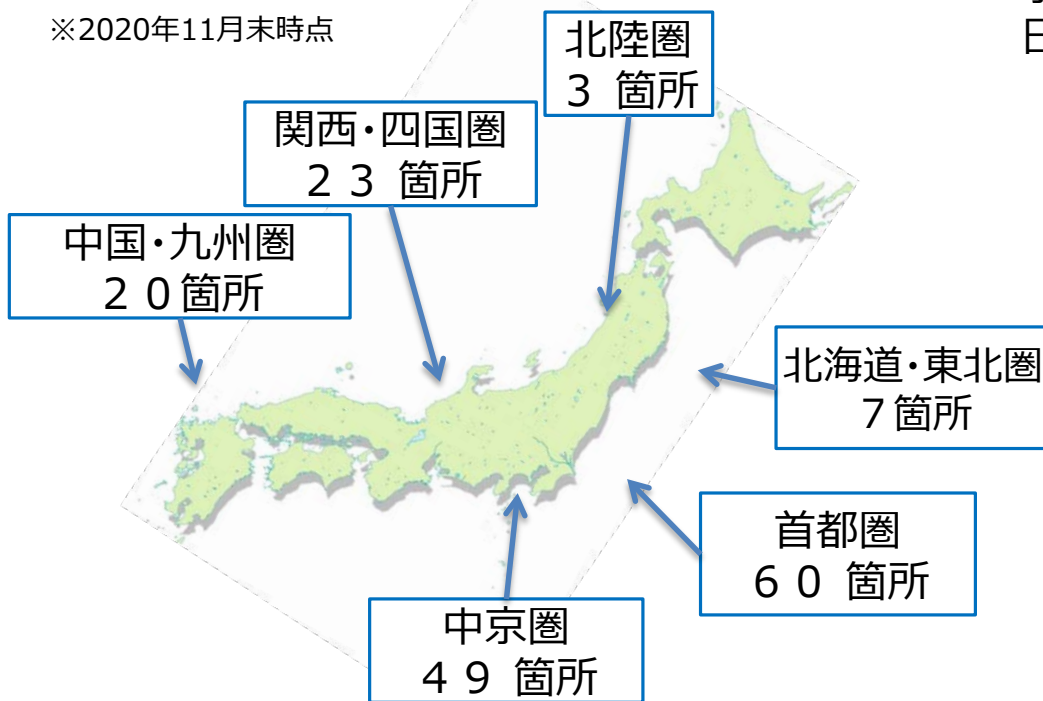 ※2020年11月末時点
日
北陸圏
3 箇所
関西・四国圏
２３ 箇所
中国・九州圏
２０箇所
北海道・東北圏
７箇所
首都圏
６０ 箇所
中京圏
４９ 箇所